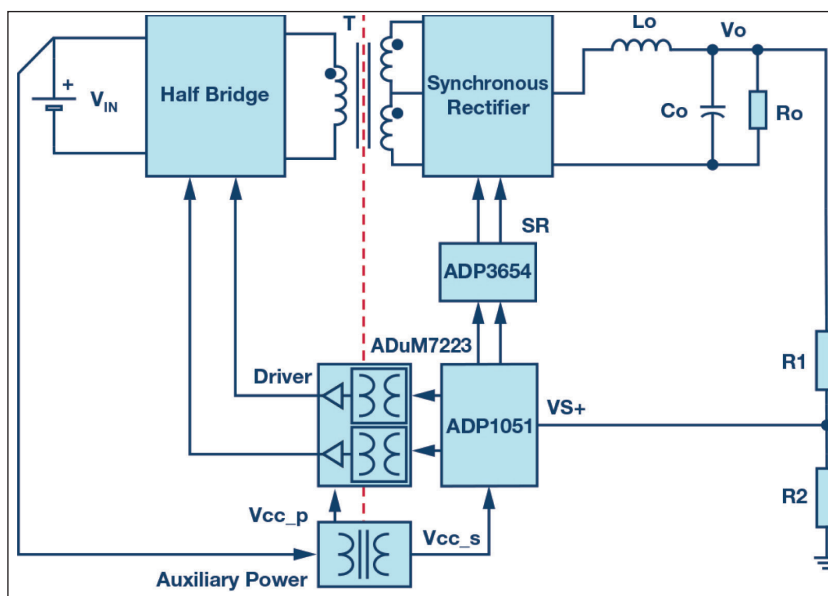 T
Lo
Vo
+
V_IN
Half Bridge
Synchronous
Rectifier
Co
Ro
SR
ADP3654
ADuM7223
Driver
ADP1051
VS+
R1
R2
Vcc_p
Vcc_s
Auxiliary Power